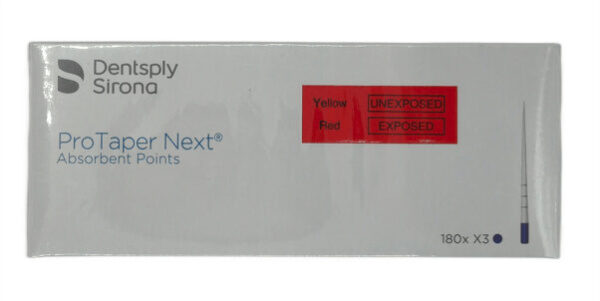 Dentsply
Sirona
Yellow UNEXPOSED
Red EXPOSED
ProTaper Next®
Absorbent Points
180x X3